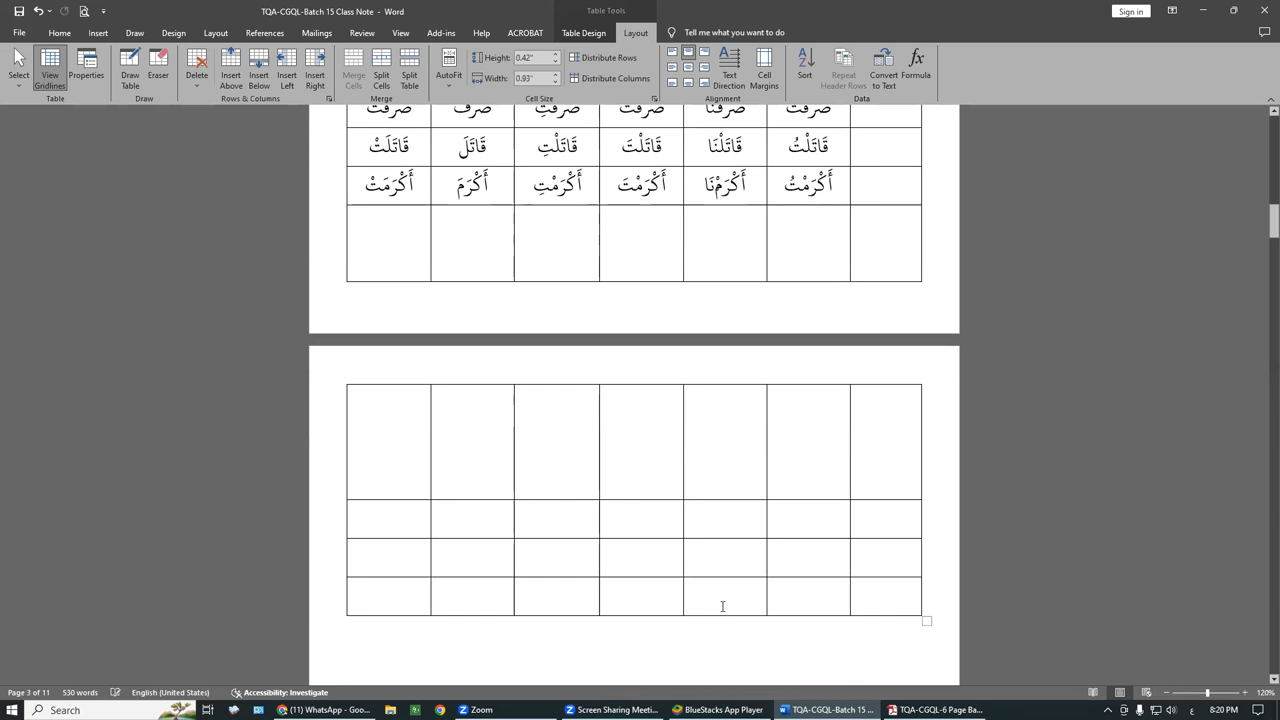 TQA-CGQL-Batch 15 Class Note - Word
Table Tools
Sign in
File Home Insert Draw Design Layout References Mailings Review View Add-ins Help ACROBAT Table Design Layout Tell me what you want to do
Select
View Gridlines
Properties
Draw Table
Eraser
Delete
Insert Above
Insert Below
Insert Left
Insert Right
Merge Cells
Split Cells
Split Table
AutoFit
Height: 0.42"
Width: 0.93"
Distribute Rows
Distribute Columns
Text Direction
Cell Margins
Sort
Repeat Header Rows
Convert to Text
Formula
Table Draw Rows & Columns Merge Cell Size Alignment Data
قَاتَلْتُ قَاتَلْنَا قَاتَلْتَ قَاتَلْتِ قَاتَلَ قَاتَلَتْ
أَكْرَمْتُ أَكْرَمْنَا أَكْرَمْتَ أَكْرَمْتِ أَكْرَمَ أَكْرَمَتْ
Page 3 of 11 530 words English (United States) Accessibility: Investigate 120%
Search
(11) WhatsApp - Goo...
Zoom
Screen Sharing Meeti...
BlueStacks App Player
TQA-CGQL-Batch 15 ...
TQA-CGQL-6 Page Ba...
8:20 PM